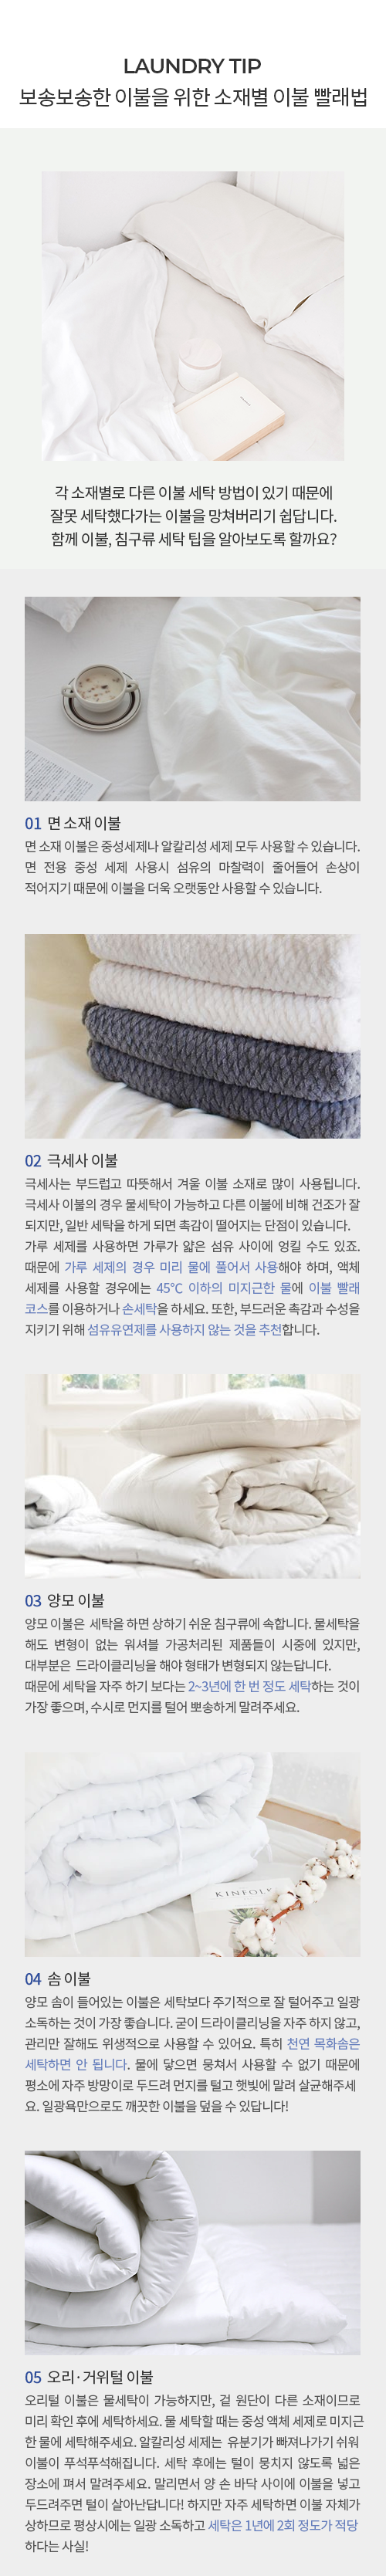 LAUNDRY TIP
보송보송한 이불을 위한 소재별 이불 빨래법
각 소재별로 다른 이불 세탁 방법이 있기 때문에
잘못 세탁했다가는 이불을 망쳐버리기 쉽답니다.
함께 이불, 침구류 세탁 팁을 알아보도록 할까요?
01 면 소재 이불
면 소재 이불은 중성세제나 알칼리성 세제 모두 사용할 수 있습니다.
면 전용 중성 세제 사용시 섬유의 마찰력이 줄어들어 손상이
적어지기 때문에 이불을 더욱 오랫동안 사용할 수 있습니다.
02 극세사 이불
극세사는 부드럽고 따뜻해서 겨울 이불 소재로 많이 사용됩니다.
극세사 이불의 경우 물세탁이 가능하고 다른 이불에 비해 건조가 잘
되지만, 일반 세탁을 하게 되면 촉감이 떨어지는 단점이 있습니다.
가루 세제를 사용하면 가루가 얇은 섬유 사이에 엉킬 수도 있죠.
때문에 가루 세제의 경우 미리 물에 풀어서 사용해야 하며, 액체
세제를 사용할 경우에는 45℃ 이하의 미지근한 물에 이불 빨래
코스를 이용하거나 손세탁을 하세요. 또한, 부드러운 촉감과 수성을
지키기 위해 섬유유연제를 사용하지 않는 것을 추천합니다.
03 양모 이불
양모 이불은 세탁을 하면 상하기 쉬운 침구류에 속합니다. 물세탁을
해도 변형이 없는 워셔블 가공처리된 제품들이 시중에 있지만,
대부분은 드라이클리닝을 해야 형태가 변형되지 않는답니다.
때문에 세탁을 자주 하기 보다는 2~3년에 한 번 정도 세탁하는 것이
가장 좋으며, 수시로 먼지를 털어 뽀송하게 말려주세요.
KINFOLK
04 솜 이불
양모 솜이 들어있는 이불은 세탁보다 주기적으로 잘 털어주고 일광
소독하는 것이 가장 좋습니다. 굳이 드라이클리닝을 자주 하지 않고,
관리만 잘해도 위생적으로 사용할 수 있어요. 특히 천연 목화솜은
세탁하면 안 됩니다. 물에 닿으면 뭉쳐서 사용할 수 없기 때문에
평소에 자주 방망이로 두드려 먼지를 털고 햇빛에 말려 살균해주세
요. 일광욕만으로도 깨끗한 이불을 덮을 수 있답니다!
05 오리·거위털 이불
오리털 이불은 물세탁이 가능하지만, 겉 원단이 다른 소재이므로
미리 확인 후에 세탁하세요. 물 세탁할 때는 중성 액체 세제로 미지근
한 물에 세탁해주세요. 알칼리성 세제는 유분기가 빠져나가기 쉬워
이불이 푸석푸석해집니다. 세탁 후에는 털이 뭉치지 않도록 넓은
장소에 펴서 말려주세요. 말리면서 양 손 바닥 사이에 이불을 넣고
두드려주면 털이 살아난답니다! 하지만 자주 세탁하면 이불 자체가
상하므로 평상시에는 일광 소독하고 세탁은 1년에 2회 정도가 적당
하다는 사실!